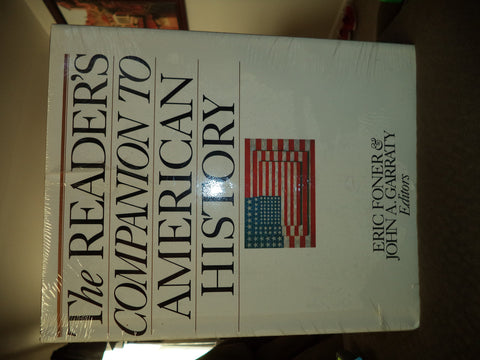 The READER'S
COMPANION TO
AMERICAN
HISTORY
ERIC FONER &
JOHN A. GARRATY
Editors